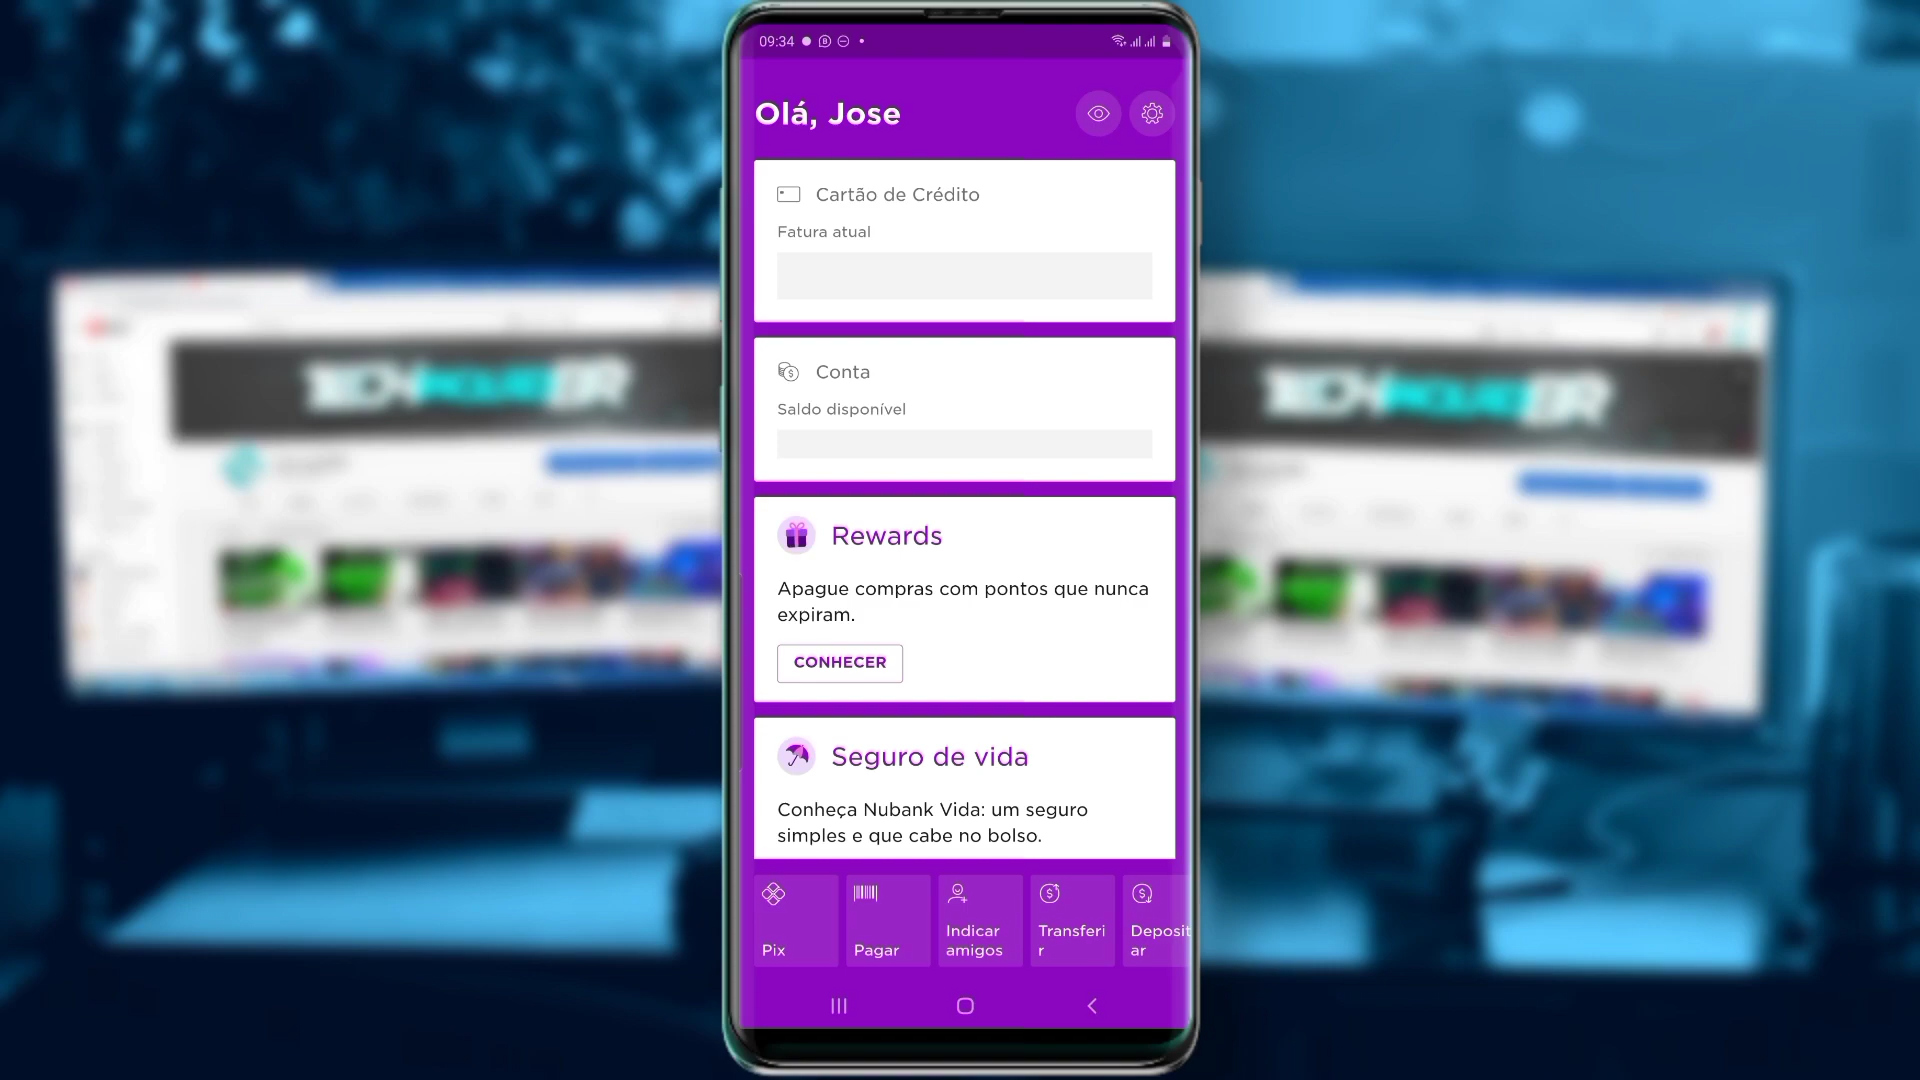 09:34
Olá, Jose
Cartão de Crédito
Fatura atual
Conta
Saldo disponível
Rewards
Apague compras com pontos que nunca
expiram.
CONHECER
Seguro de vida
Conheça Nubank Vida: um seguro
simples e que cabe no bolso.
Pix
Pagar
Indicar
amigos
Transferi
r
Deposit
ar